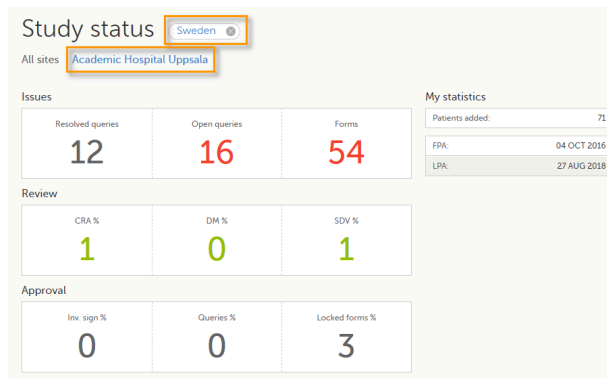 Study status Sweden
All sites Academic Hospital Uppsala
Issues
Resolved queries Open queries Forms
12 16 54
My statistics
Patients added: 71
FPA: 04 OCT 2016
LPA: 27 AUG 2018
Review
CRA % DM % SDV %
1 0 1
Approval
Inv. sign % Queries % Locked forms %
0 0 3